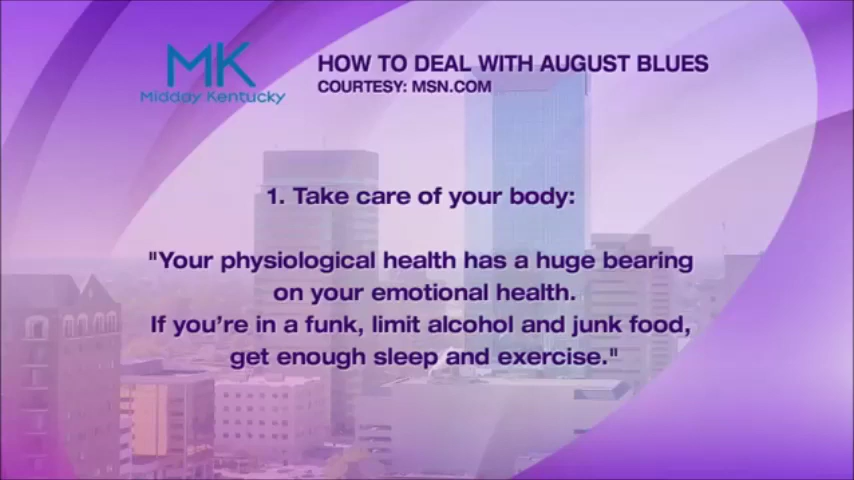 MK
Midday Kentucky
HOW TO DEAL WITH AUGUST BLUES
COURTESY: MSN.COM
1. Take care of your body:
"Your physiological health has a huge bearing
on your emotional health.
If you're in a funk, limit alcohol and junk food,
get enough sleep and exercise."